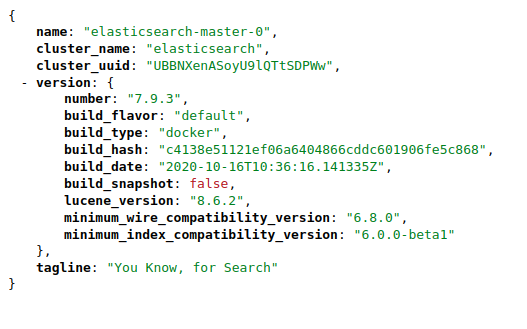 {
name: "elasticsearch-master-0",
cluster_name: "elasticsearch",
cluster_uuid: "UBBNXenASoyU9lQTtSDPWw",
- version: {
number: "7.9.3",
build_flavor: "default",
build_type: "docker",
build_hash: "c4138e51121ef06a6404866cddc601906fe5c868",
build_date: "2020-10-16T10:36:16.141335Z",
build_snapshot: false,
lucene_version: "8.6.2",
minimum_wire_compatibility_version: "6.8.0",
minimum_index_compatibility_version: "6.0.0-beta1"
},
tagline: "You Know, for Search"
}